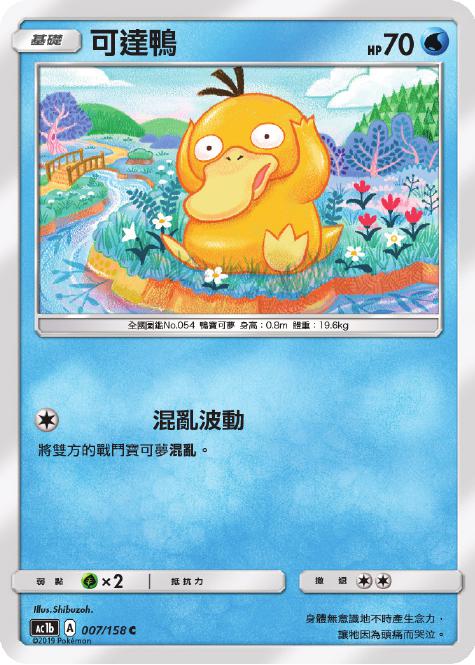 基礎 可達鴨 HP70
全國圖鑑No.054 鴨寶可夢 身高：0.8m 體重：19.6kg
混亂波動
將雙方的戰鬥寶可夢混亂。
弱點 ×2 抵抗力 撤退
Illus.Shibuzoh.
AC1b A 007/158 C
©2019 Pokémon
身體無意識地不時產生念力，
讓牠因為頭痛而哭泣。